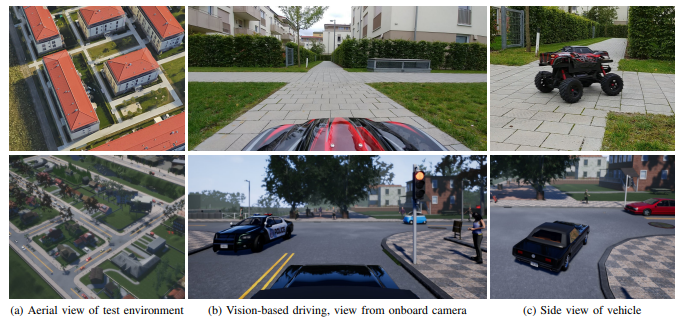 (a) Aerial view of test environment
(b) Vision-based driving, view from onboard camera
(c) Side view of vehicle